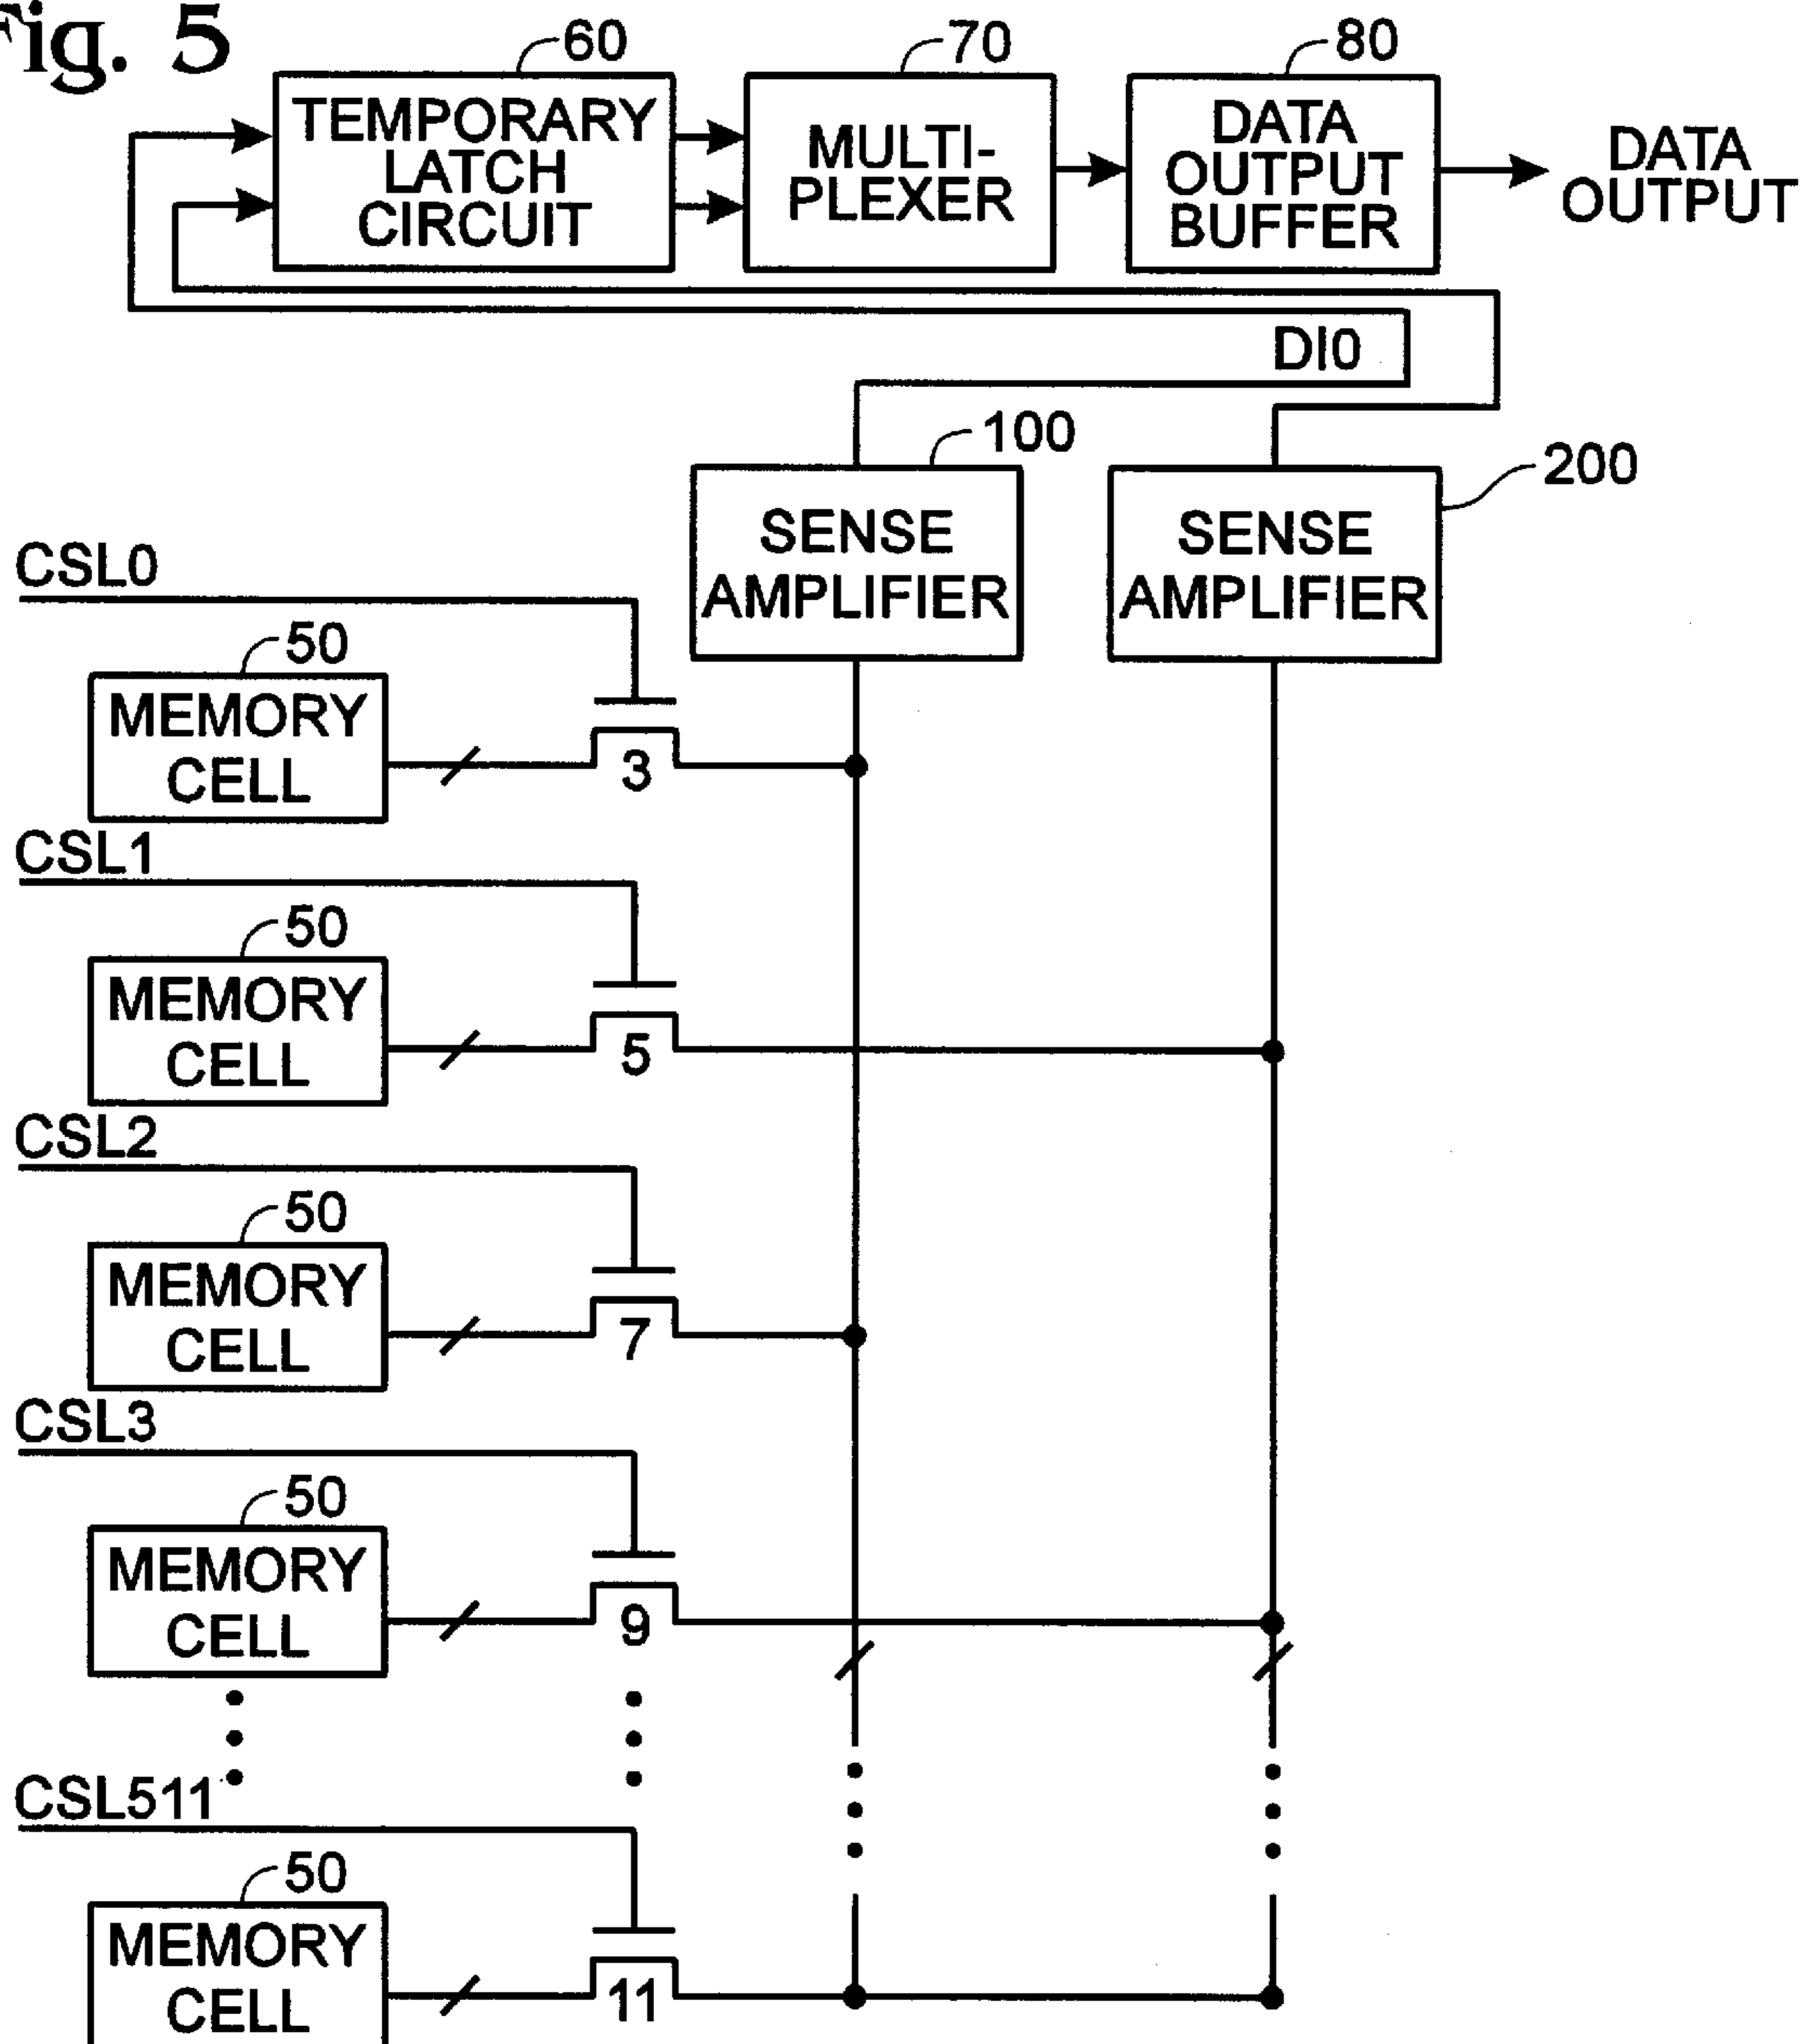 Fig. 5
60
70
80
TEMPORARY
LATCH
CIRCUIT
MULTI-
PLEXER
DATA
OUTPUT
BUFFER
DATA
OUTPUT
DI0
100
200
SENSE
AMPLIFIER
SENSE
AMPLIFIER
CSL0
50
MEMORY
CELL
3
CSL1
50
MEMORY
CELL
5
CSL2
50
MEMORY
CELL
7
CSL3
50
MEMORY
CELL
9
CSL511
50
MEMORY
CELL
11